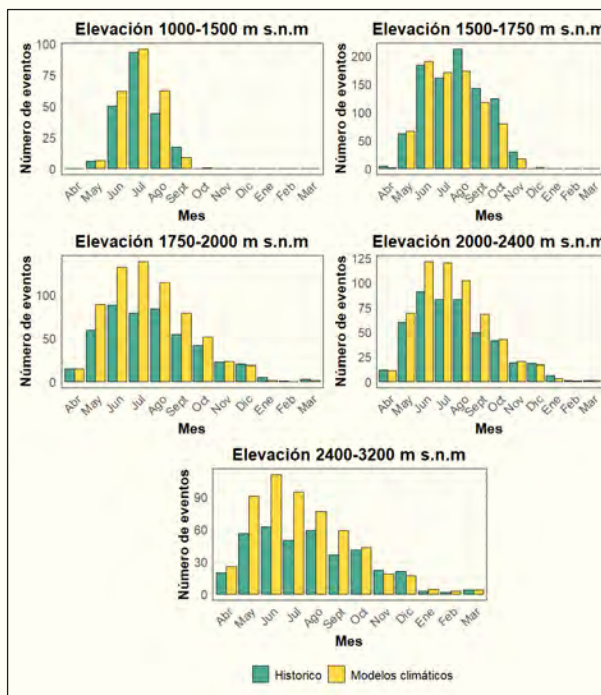 Elevación 1000-1500 m s.n.m
Número de eventos
100
75
50
25
0
Abr May Jun Jul Ago Sept Oct Nov Dic Ene Feb Mar
Mes
Elevación 1500-1750 m s.n.m
Número de eventos
200
150
100
50
0
Abr May Jun Jul Ago Sept Oct Nov Dic Ene Feb Mar
Mes
Elevación 1750-2000 m s.n.m
Número de eventos
100
50
0
Abr May Jun Jul Ago Sept Oct Nov Dic Ene Feb Mar
Mes
Elevación 2000-2400 m s.n.m
Número de eventos
125
100
75
50
25
0
Abr May Jun Jul Ago Sept Oct Nov Dic Ene Feb Mar
Mes
Elevación 2400-3200 m s.n.m
Número de eventos
90
60
30
0
Abr May Jun Jul Ago Sept Oct Nov Dic Ene Feb Mar
Mes
Historico Modelos climáticos